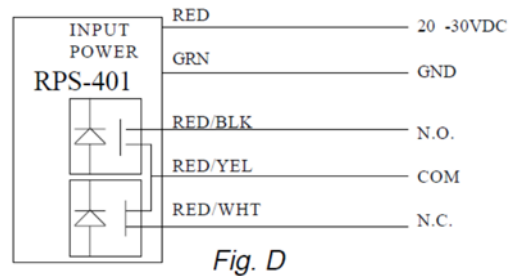 RED
INPUT
POWER
20 -30VDC
GRN
GND
RPS-401
RED/BLK
N.O.
RED/YEL
COM
RED/WHT
N.C.
Fig. D